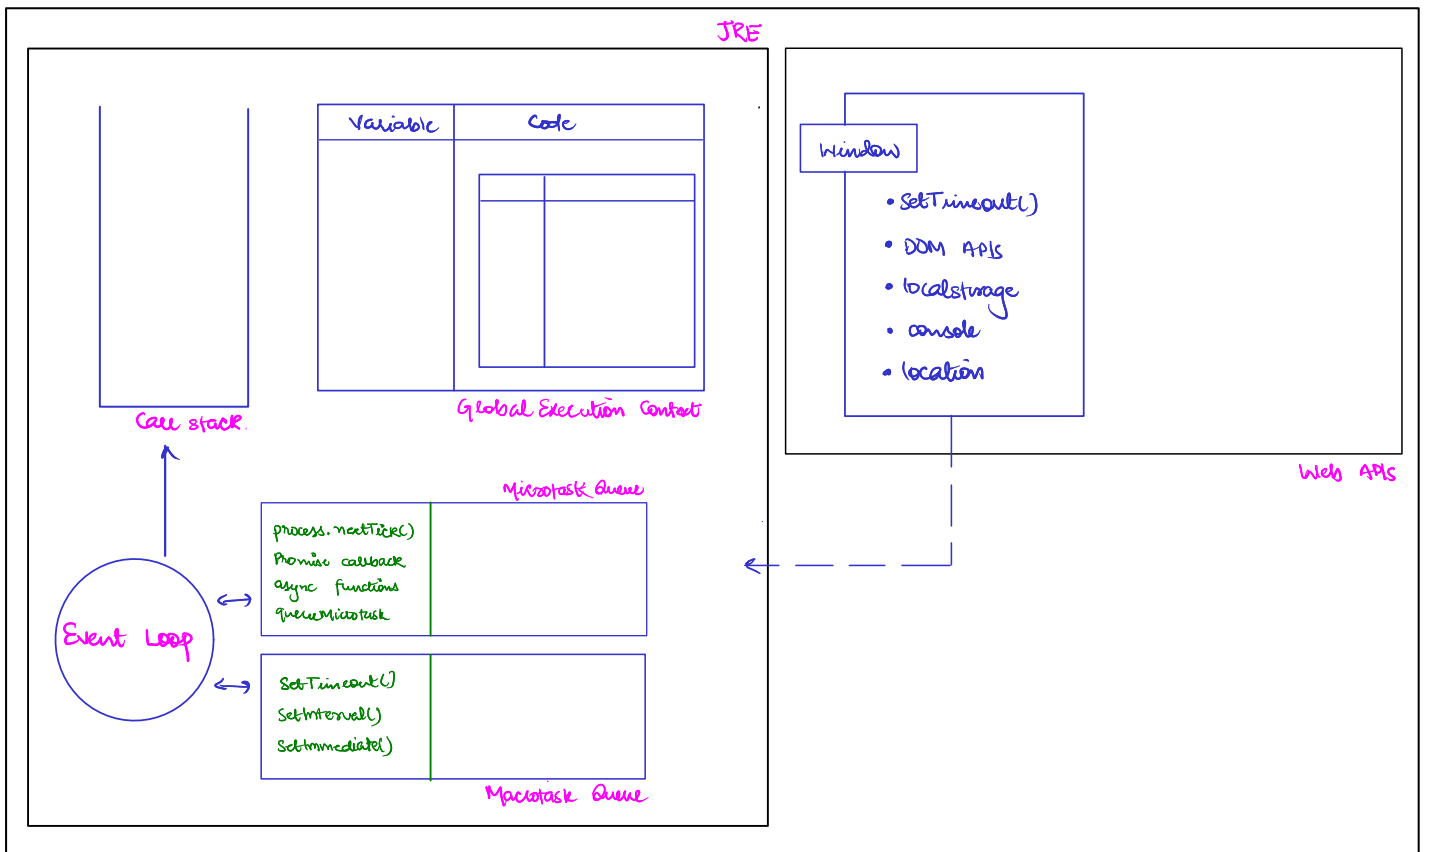 JRE
Variable
Code
Global Execution Context
Call stack
Window
• SetTimeout()
• DOM APIs
• localstorage
• console
• location
Web APIs
Microtask Queue
process.nextTick()
Promise callback
async functions
queueMicrotask
Event Loop
SetTimeout()
SetInterval()
SetImmediate()
Macrotask Queue